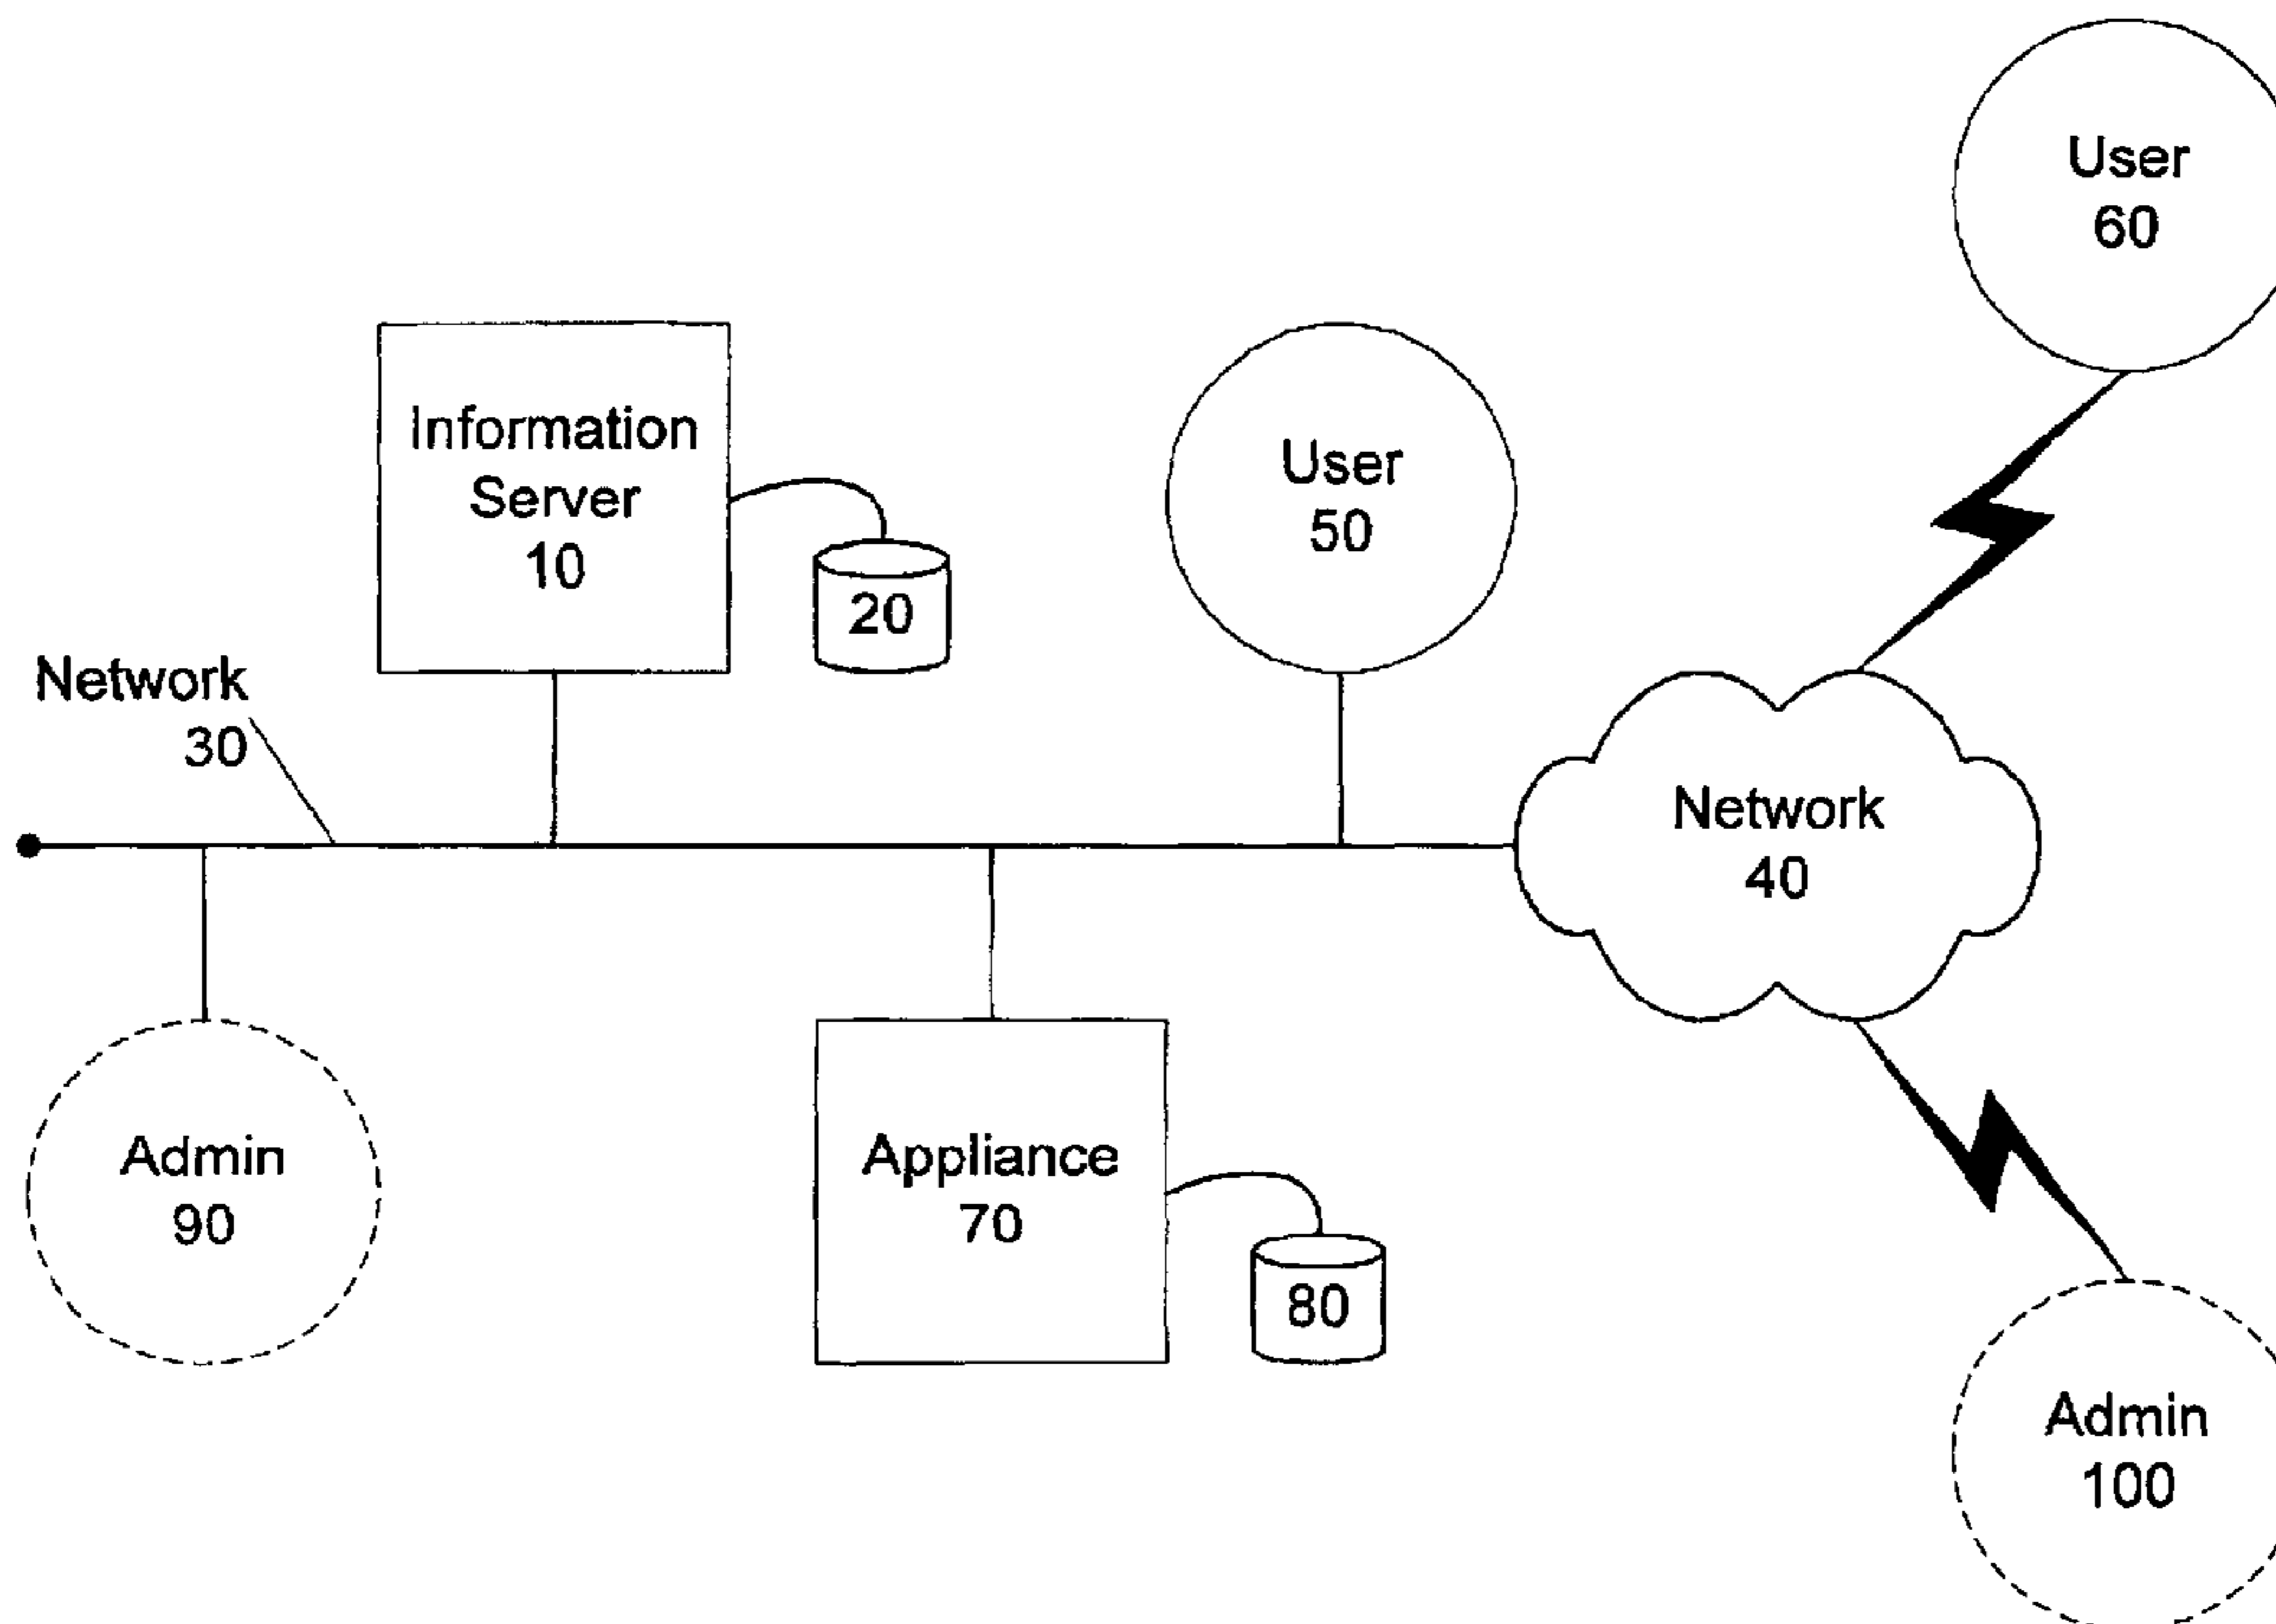 User
60
Information
Server
10
20
User
50
Network
30
Network
40
Admin
90
Appliance
70
80
Admin
100